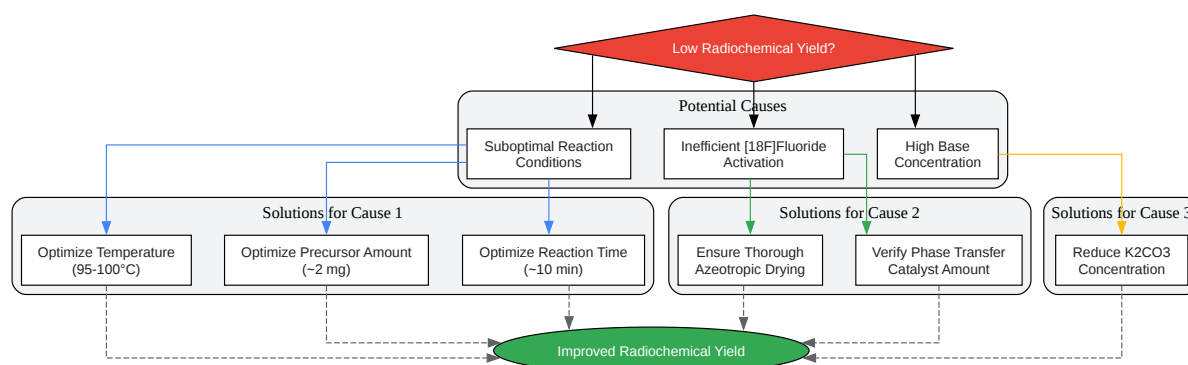 Low Radiochemical Yield?
Potential Causes
Suboptimal Reaction
Conditions
Inefficient [18F]Fluoride
Activation
High Base
Concentration
Solutions for Cause 1
Solutions for Cause 2
Solutions for Cause 3
Optimize Temperature
(95-100°C)
Optimize Precursor Amount
(~2 mg)
Optimize Reaction Time
(~10 min)
Ensure Thorough
Azeotropic Drying
Verify Phase Transfer
Catalyst Amount
Reduce K2CO3
Concentration
Improved Radiochemical Yield